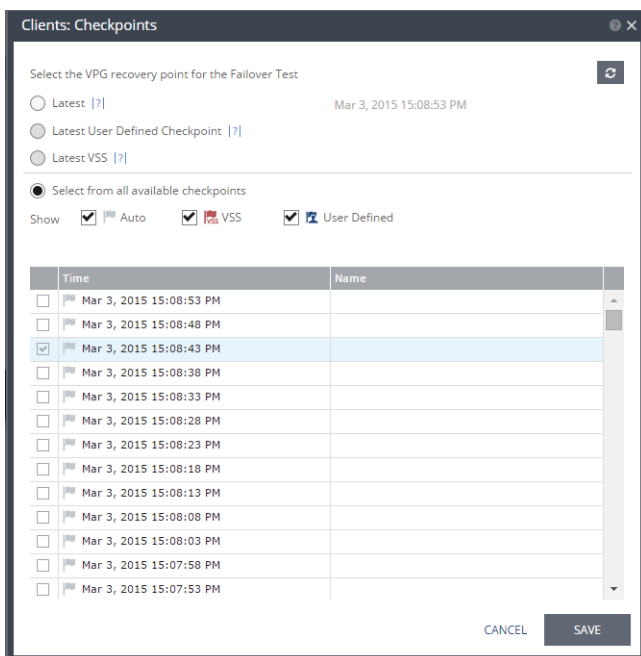 Clients: Checkpoints
Select the VPG recovery point for the Failover Test
Latest |?| Mar 3, 2015 15:08:53 PM
Latest User Defined Checkpoint |?|
Latest VSS |?|
Select from all available checkpoints
Show Auto VSS VSS User Defined
Time Name
Mar 3, 2015 15:08:53 PM
Mar 3, 2015 15:08:48 PM
Mar 3, 2015 15:08:43 PM
Mar 3, 2015 15:08:38 PM
Mar 3, 2015 15:08:33 PM
Mar 3, 2015 15:08:28 PM
Mar 3, 2015 15:08:23 PM
Mar 3, 2015 15:08:18 PM
Mar 3, 2015 15:08:13 PM
Mar 3, 2015 15:08:08 PM
Mar 3, 2015 15:08:03 PM
Mar 3, 2015 15:07:58 PM
Mar 3, 2015 15:07:53 PM
CANCEL SAVE